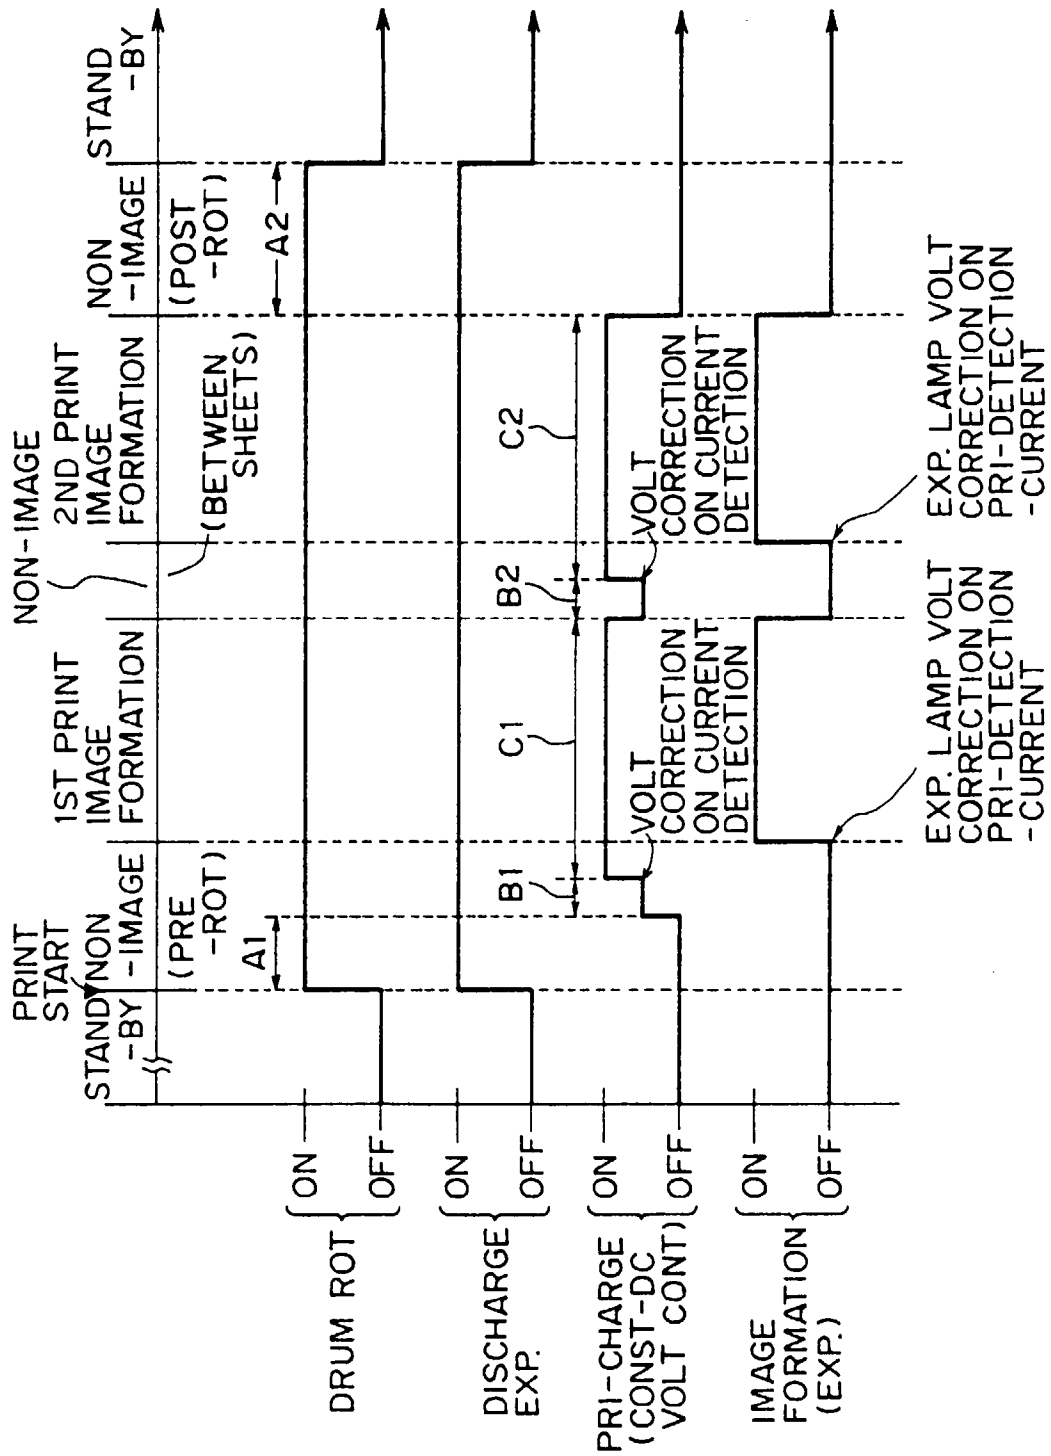 PRINT
START
STAND
-BY
NON
-IMAGE
(PRE
-ROT)
1ST PRINT
IMAGE
FORMATION
NON-IMAGE
(BETWEEN
SHEETS)
2ND PRINT
IMAGE
FORMATION
NON
-IMAGE
(POST
-ROT)
STAND
-BY
DRUM ROT
ON
OFF
A1
A2
DISCHARGE
EXP.
ON
OFF
PRI-CHARGE
(CONST-DC
VOLT CONT)
ON
OFF
B1
C1
B2
C2
VOLT
CORRECTION
ON CURRENT
DETECTION
VOLT
CORRECTION
ON CURRENT
DETECTION
IMAGE
FORMATION
(EXP.)
ON
OFF
EXP. LAMP VOLT
CORRECTION ON
PRI-DETECTION
-CURRENT
EXP. LAMP VOLT
CORRECTION ON
PRI-DETECTION
-CURRENT